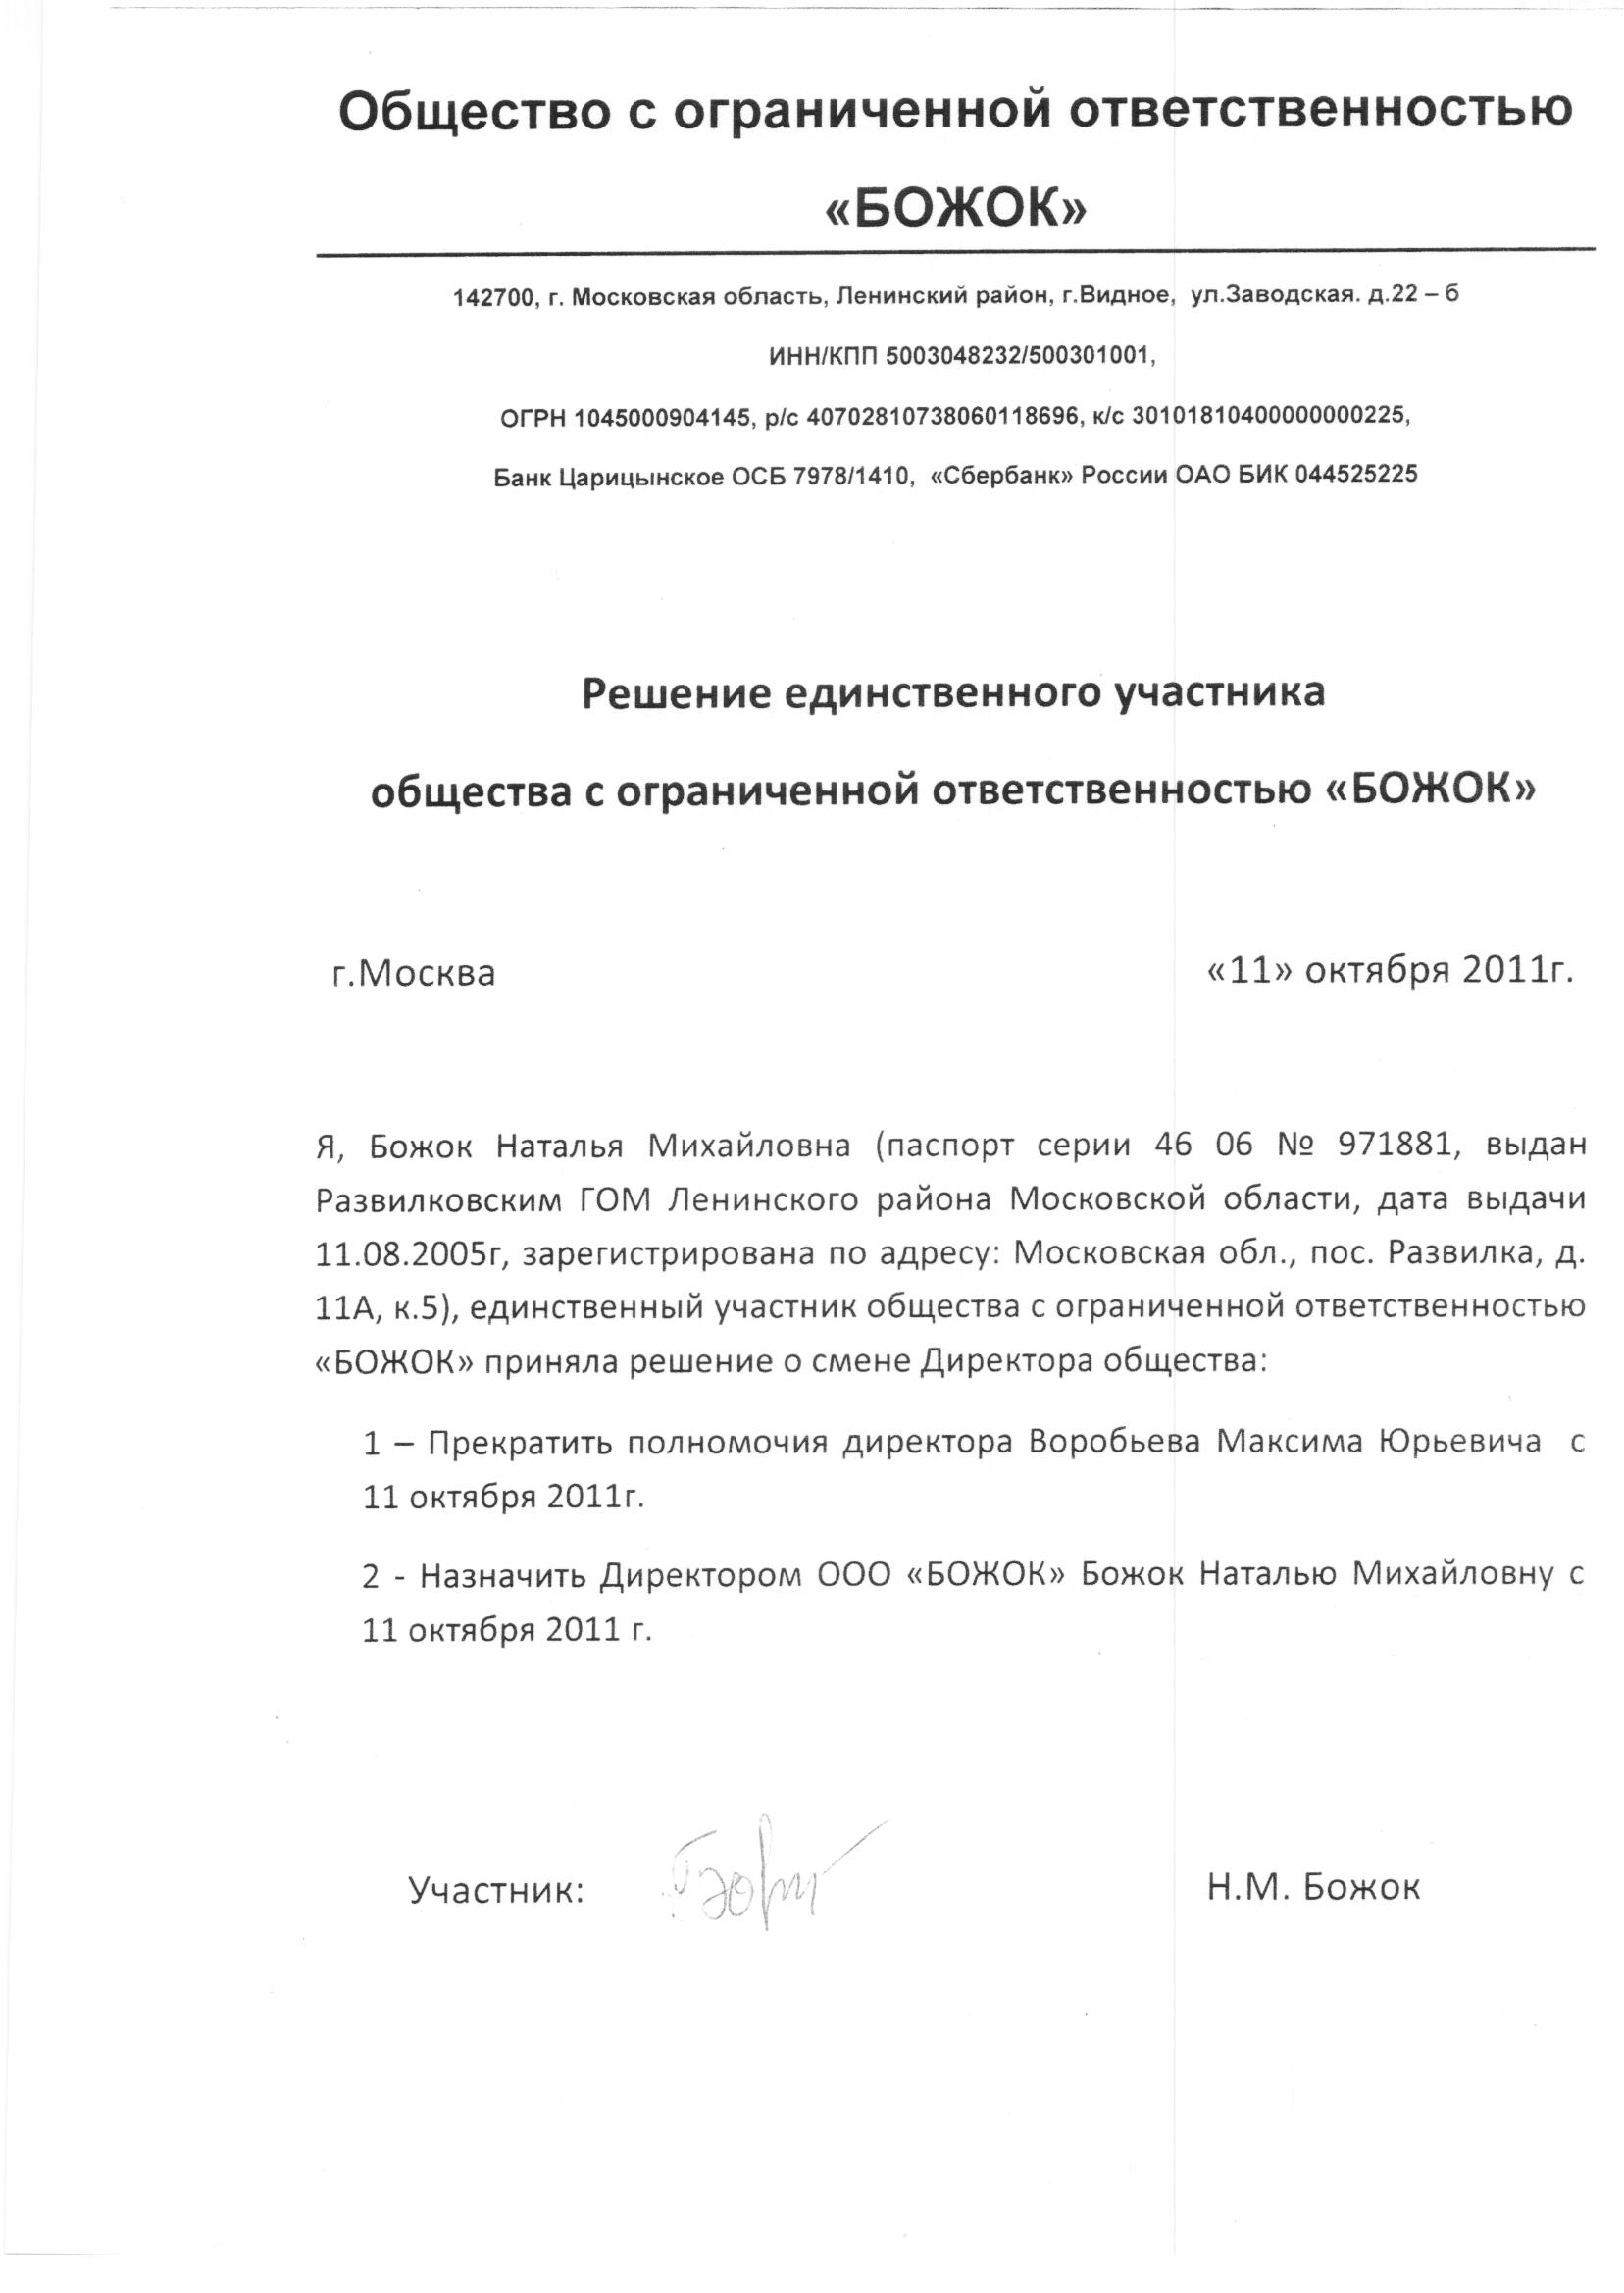 Общество с ограниченной ответственностью
«БОЖОК»
142700, г. Московская область, Ленинский район, г.Видное, ул.Заводская. д.22 – б
ИНН/КПП 5003048232/500301001,
ОГРН 1045000904145, р/с 40702810738060118696, к/с 30101810400000000225,
Банк Царицынское ОСБ 7978/1410, «Сбербанк» России ОАО БИК 044525225
Решение единственного участника
общества с ограниченной ответственностью «БОЖОК»
г.Москва «11» октября 2011г.
Я, Божок Наталья Михайловна (паспорт серии 46 06 № 971881, выдан
Развилковским ГОМ Ленинского района Московской области, дата выдачи
11.08.2005г, зарегистрирована по адресу: Московская обл., пос. Развилка, д.
11А, к.5), единственный участник общества с ограниченной ответственностью
«БОЖОК» приняла решение о смене Директора общества:
1 – Прекратить полномочия директора Воробьева Максима Юрьевича с
11 октября 2011г.
2 - Назначить Директором ООО «БОЖОК» Божок Наталью Михайловну с
11 октября 2011 г.
Участник: Н.М. Божок